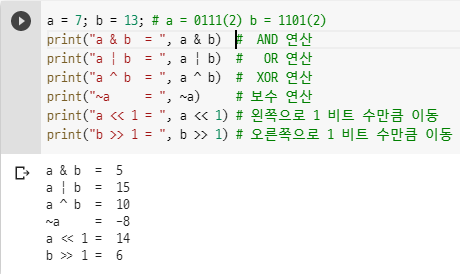 a = 7; b = 13; # a = 0111(2) b = 1101(2)
print("a & b  = ", a & b)  #  AND 연산
print("a | b  = ", a | b)  #   OR 연산
print("a ^ b  = ", a ^ b)  #  XOR 연산
print("~a     = ", ~a)     # 보수 연산
print("a << 1 = ", a << 1) # 왼쪽으로 1 비트 수만큼 이동
print("b >> 1 = ", b >> 1) # 오른쪽으로 1 비트 수만큼 이동
a & b  =  5
a | b  =  15
a ^ b  =  10
~a     =  -8
a << 1 =  14
b >> 1 =  6